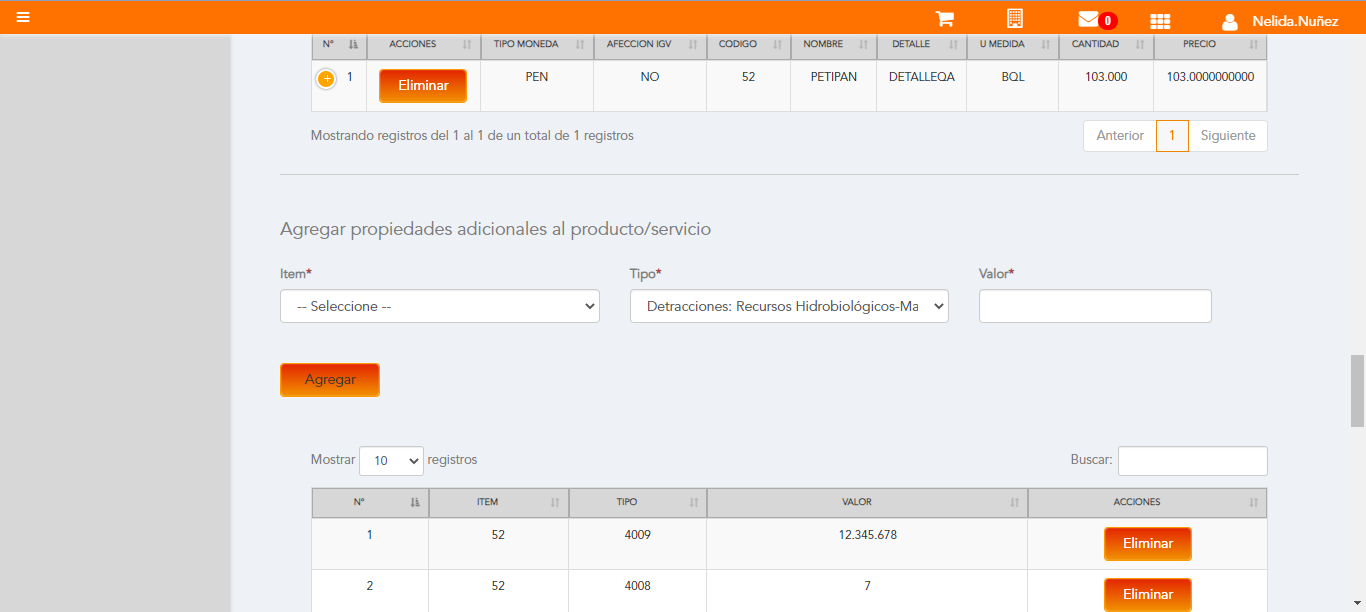 0 Nelida.Nuñez
N° ACCIONES TIPO MONEDA AFECCION IGV CODIGO NOMBRE DETALLE U MEDIDA CANTIDAD PRECIO
1 Eliminar PEN NO 52 PETIPAN DETALLEQA BQL 103.000 103.0000000000
Mostrando registros del 1 al 1 de un total de 1 registros Anterior 1 Siguiente
Agregar propiedades adicionales al producto/servicio
Item* Tipo* Valor*
-- Seleccione -- Detracciones: Recursos Hidrobiológicos-Ma
Agregar
Mostrar 10 registros Buscar:
N° ITEM TIPO VALOR ACCIONES
1 52 4009 12.345.678 Eliminar
2 52 4008 7 Eliminar